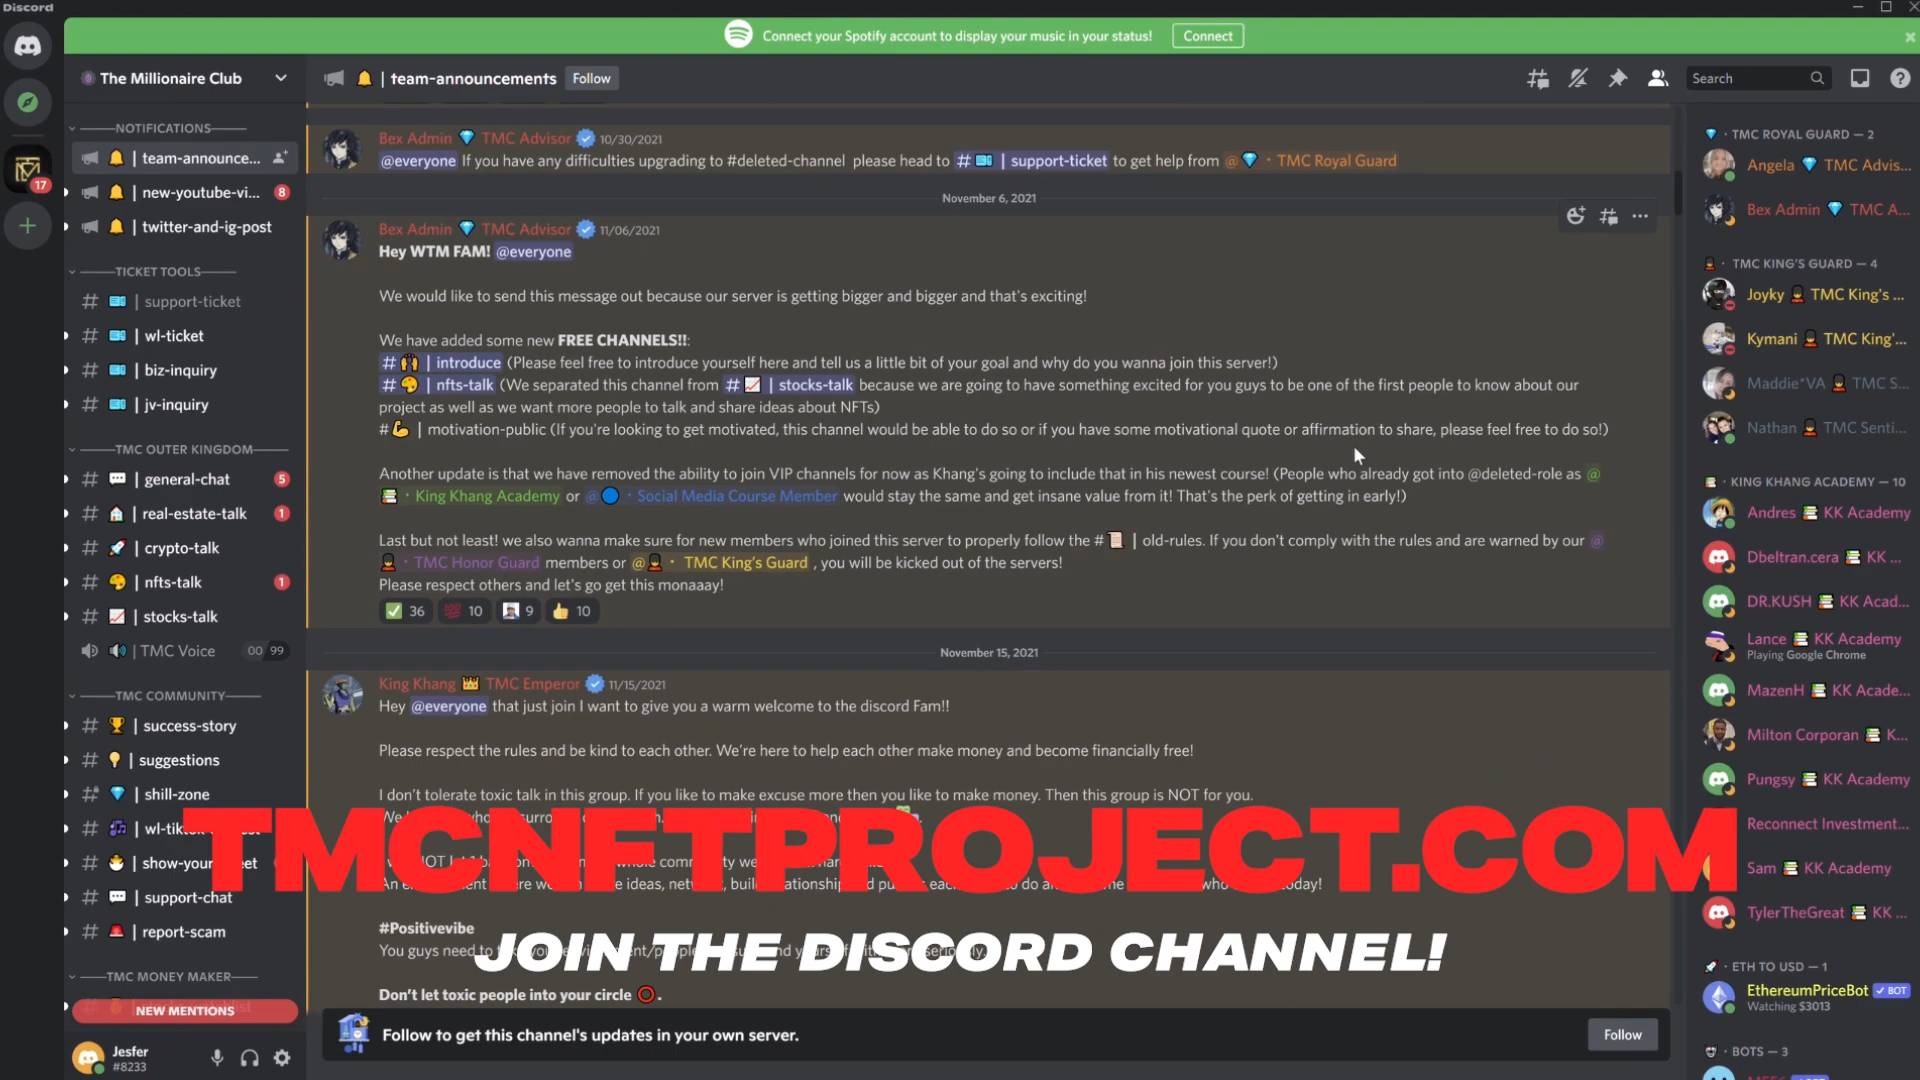 Discord
Connect your Spotify account to display your music in your status!
Connect
The Millionaire Club
| team-announcements
Follow
Search
NOTIFICATIONS
| team-announce...
| new-youtube-vi...
8
| twitter-and-ig-post
17
TICKET TOOLS
# | support-ticket
# | wl-ticket
# | biz-inquiry
# | jv-inquiry
TMC OUTER KINGDOM
# | general-chat
5
# | real-estate-talk
1
# | crypto-talk
# | nfts-talk
1
# | stocks-talk
| TMC Voice
00 99
TMC COMMUNITY
# | success-story
# | suggestions
# | shill-zone
# | show-your
# | support-chat
# | report-scam
TMC MONEY MAKER
NEW MENTIONS
Jesfer
#8233
Bex Admin 💎 TMC Advisor 10/30/2021
@everyone If you have any difficulties upgrading to #deleted-channel please head to # | support-ticket to get help from @💎 · TMC Royal Guard
November 6, 2021
Bex Admin 💎 TMC Advisor 11/06/2021
Hey WTM FAM! @everyone
We would like to send this message out because our server is getting bigger and bigger and that's exciting!
We have added some new FREE CHANNELS!!:
# | introduce (Please feel free to introduce yourself here and tell us a little bit of your goal and why do you wanna join this server!)
# | nfts-talk (We separated this channel from # | stocks-talk because we are going to have something excited for you guys to be one of the first people to know about our
project as well as we want more people to talk and share ideas about NFTs)
# | motivation-public (If you're looking to get motivated, this channel would be able to do so or if you have some motivational quote or affirmation to share, please feel free to do so!)
Another update is that we have removed the ability to join VIP channels for now as Khang's going to include that in his newest course! (People who already got into @deleted-role as @
· King Khang Academy or @ · Social Media Course Member would stay the same and get insane value from it! That's the perk of getting in early!)
Last but not least! we also wanna make sure for new members who joined this server to properly follow the # | old-rules. If you don't comply with the rules and are warned by our @
· TMC Honor Guard members or @ · TMC King's Guard , you will be kicked out of the servers!
Please respect others and let's go get this monaaay!
✅ 36 💯 10 9 👍 10
November 15, 2021
King Khang 👑 TMC Emperor 11/15/2021
Hey @everyone that just join I want to give you a warm welcome to the discord Fam!!
Please respect the rules and be kind to each other. We're here to help each other make money and become financially free!
I don't tolerate toxic talk in this group. If you like to make excuse more then you like to make money. Then this group is NOT for you.
TMCNFTPROJECT.COM
#Positivevibe
You guys need to
JOIN THE DISCORD CHANNEL!
Don't let toxic people into your circle ⭕ .
Follow to get this channel's updates in your own server.
Follow
💎 · TMC ROYAL GUARD — 2
Angela 💎 TMC Advis...
Bex Admin 💎 TMC A...
· TMC KING'S GUARD — 4
Joyky TMC King's ...
Kymani TMC King'...
Maddie*VA TMC S...
Nathan TMC Senti...
· KING KHANG ACADEMY — 10
Andres KK Academy
Dbeltran.cera KK ...
DR.KUSH KK Acad...
Lance KK Academy
Playing Google Chrome
MazenH KK Acade...
Milton Corporan K...
Pungsy KK Academy
Reconnect Investment...
Sam KK Academy
TylerTheGreat KK ...
🚀 · ETH TO USD — 1
EthereumPriceBot ✓ BOT
Watching $3013
· BOTS — 3